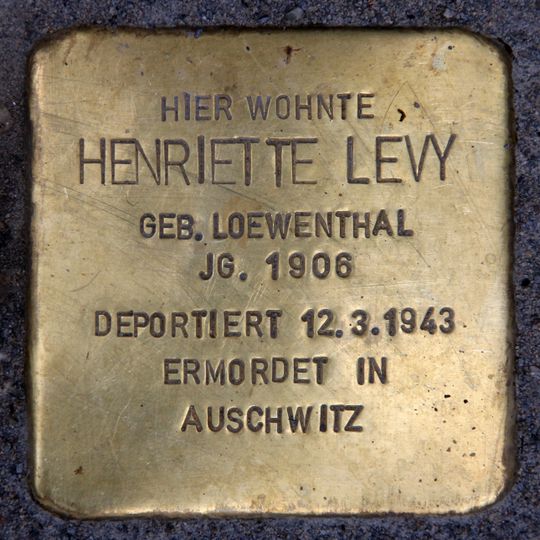 HIER WOHNTE
HENRIETTE LEVY
GEB. LOEWENTHAL
JG. 1906
DEPORTIERT 12.3.1943
ERMORDET IN
AUSCHWITZ